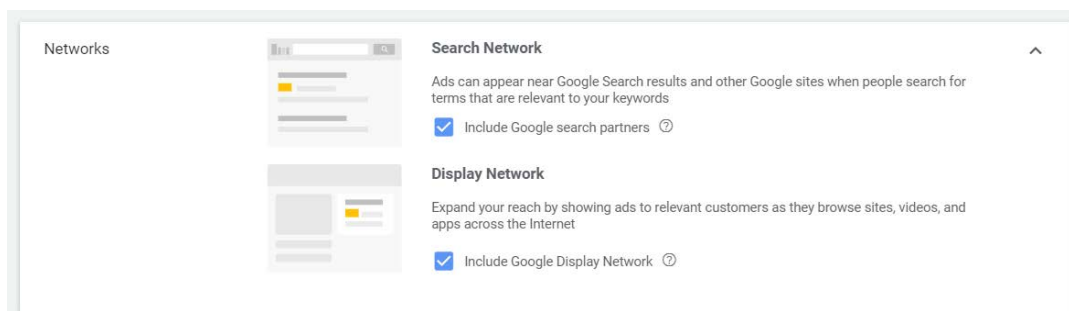 Networks
Search Network
Ads can appear near Google Search results and other Google sites when people search for
terms that are relevant to your keywords
Include Google search partners
Display Network
Expand your reach by showing ads to relevant customers as they browse sites, videos, and
apps across the Internet
Include Google Display Network